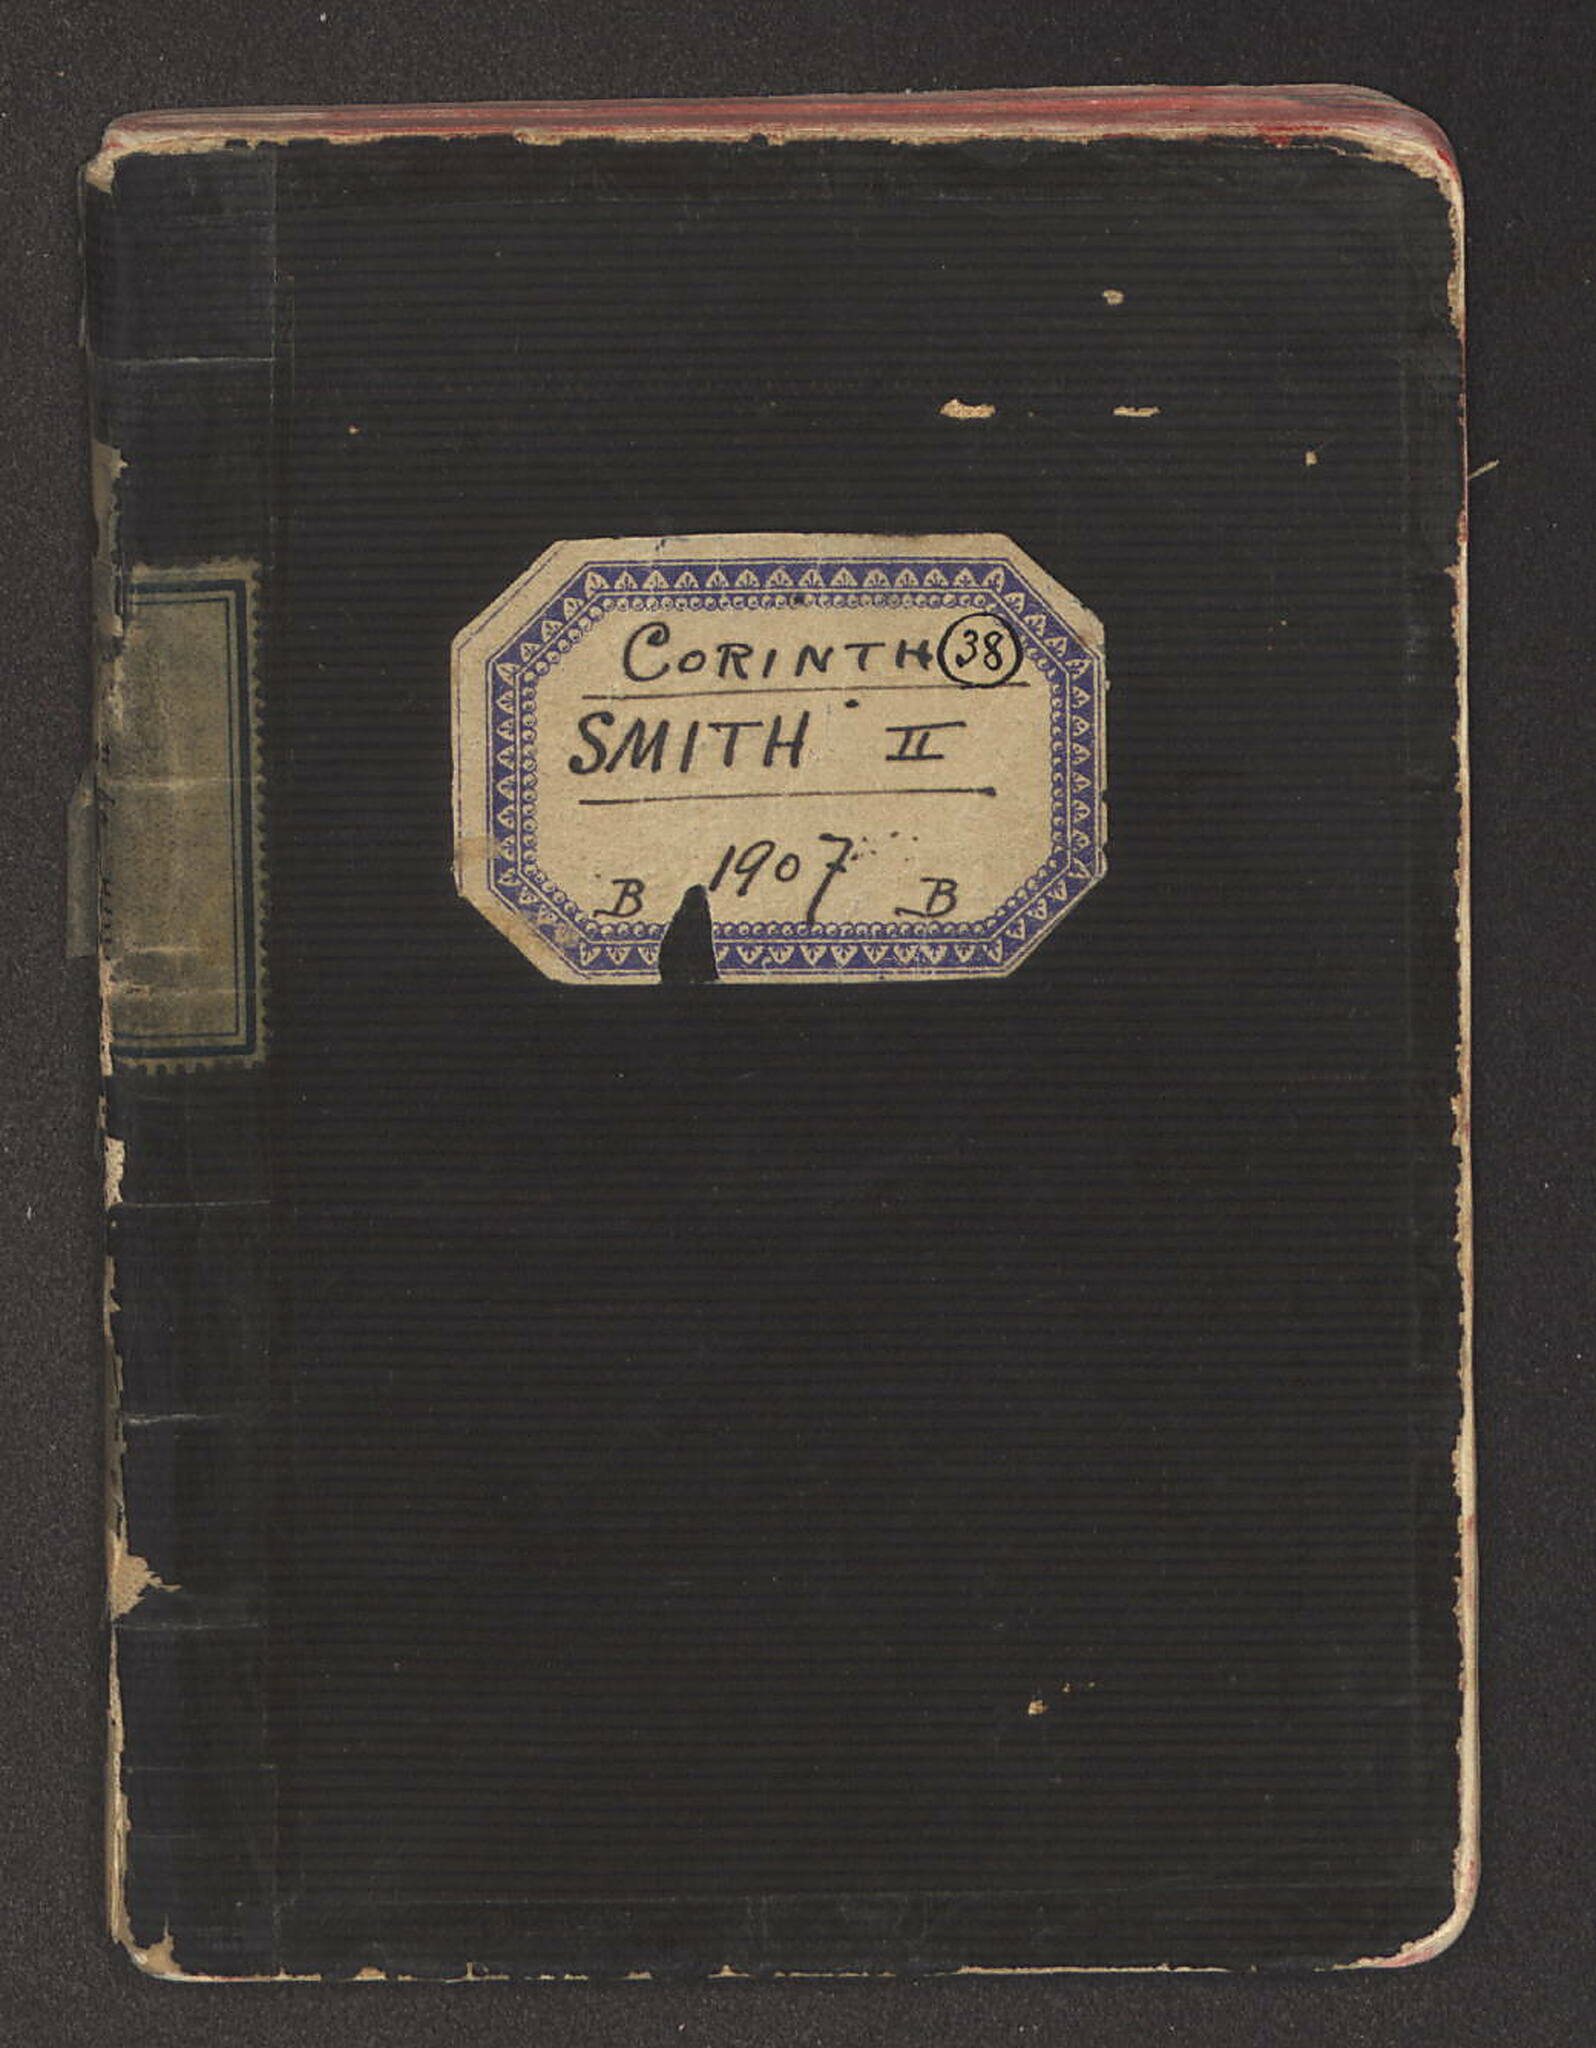 CORINTH 38
SMITH II
1907
B B